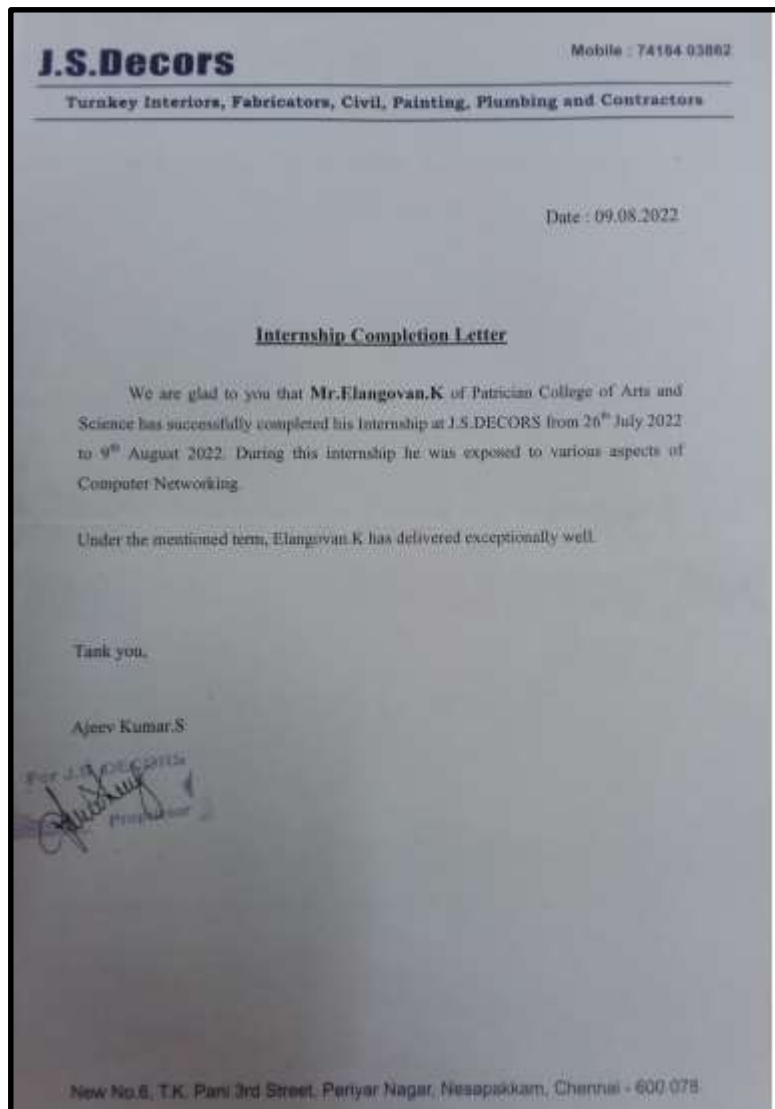 J.S.Decors
Mobile : 74184 03862
Turnkey Interiors, Fabricators, Civil, Painting, Plumbing and Contractors
Date : 09.08.2022
Internship Completion Letter
We are glad to you that Mr.Elangovan.K of Patrician College of Arts and
Science has successfully completed his Internship at J.S.DECORS from 26th July 2022
to 9th August 2022. During this internship he was exposed to various aspects of
Computer Networking.
Under the mentioned term, Elangovan.K has delivered exceptionally well.
Tank you,
Ajeev Kumar.S
For J.S.DECORS
Proprietor
New No.6, T.K. Pani 3rd Street, Periyar Nagar, Nesapakkam, Chennai - 600 078